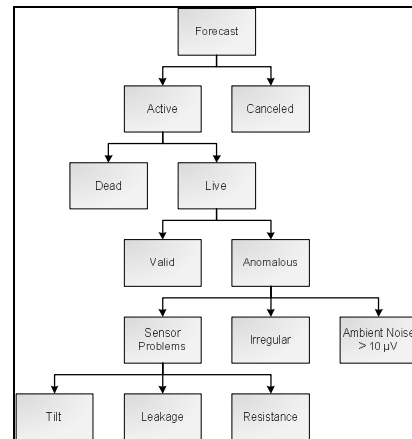 Forecast
Active
Canceled
Dead
Live
Valid
Anomalous
Sensor
Problems
Irregular
Ambient Noise
> 10 µV
Tilt
Leakage
Resistance